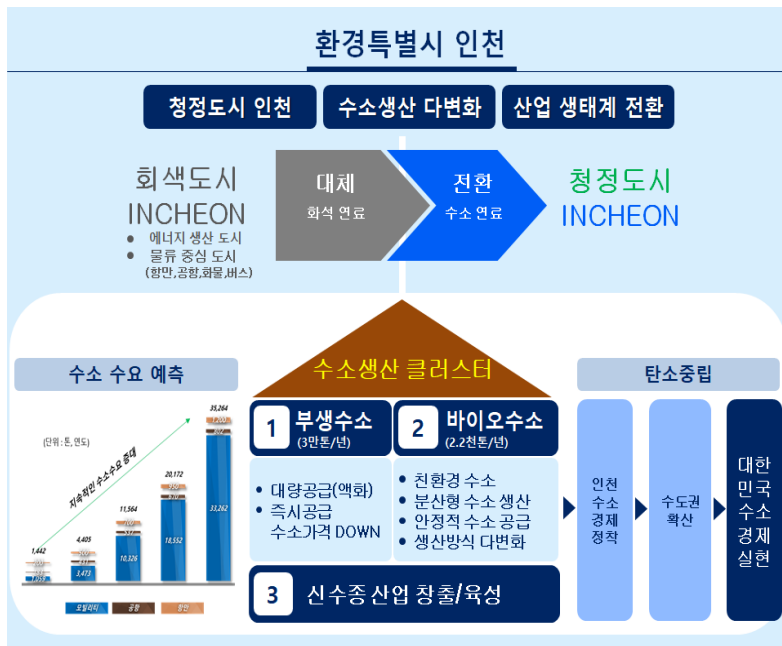 환경특별시 인천
청정도시 인천
수소생산 다변화
산업 생태계 전환
회색도시
INCHEON
● 에너지 생산 도시
● 물류 중심 도시
(항만,공항,화물,버스)
대체
화석 연료
전환
수소 연료
청정도시
INCHEON
수소 수요 예측
(단위 : 톤, 연도)
지속적인 수소수요 증대
1,442
4,405
11,564
20,172
35,264
1,059
3,473
10,326
18,552
33,262
모빌리티
공항
항만
수소생산 클러스터
1 부생수소
(3만톤/년)
• 대량공급(액화)
• 즉시공급
수소가격 DOWN
2 바이오수소
(2.2천톤/년)
• 친환경 수소
• 분산형 수소 생산
• 안정적 수소 공급
• 생산방식 다변화
3 신수종 산업 창출/육성
탄소중립
인천
수소
경제
정착
수도권
확산
대한
민국
수소
경제
실현